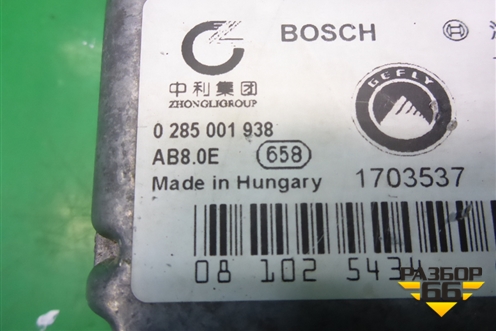 BOSCH
中利集团
ZHONGLIGROUP
GEELY
0 285 001 938
AB8.0E 658
Made in Hungary 1703537
08 102 5434
РАЗБОР
66